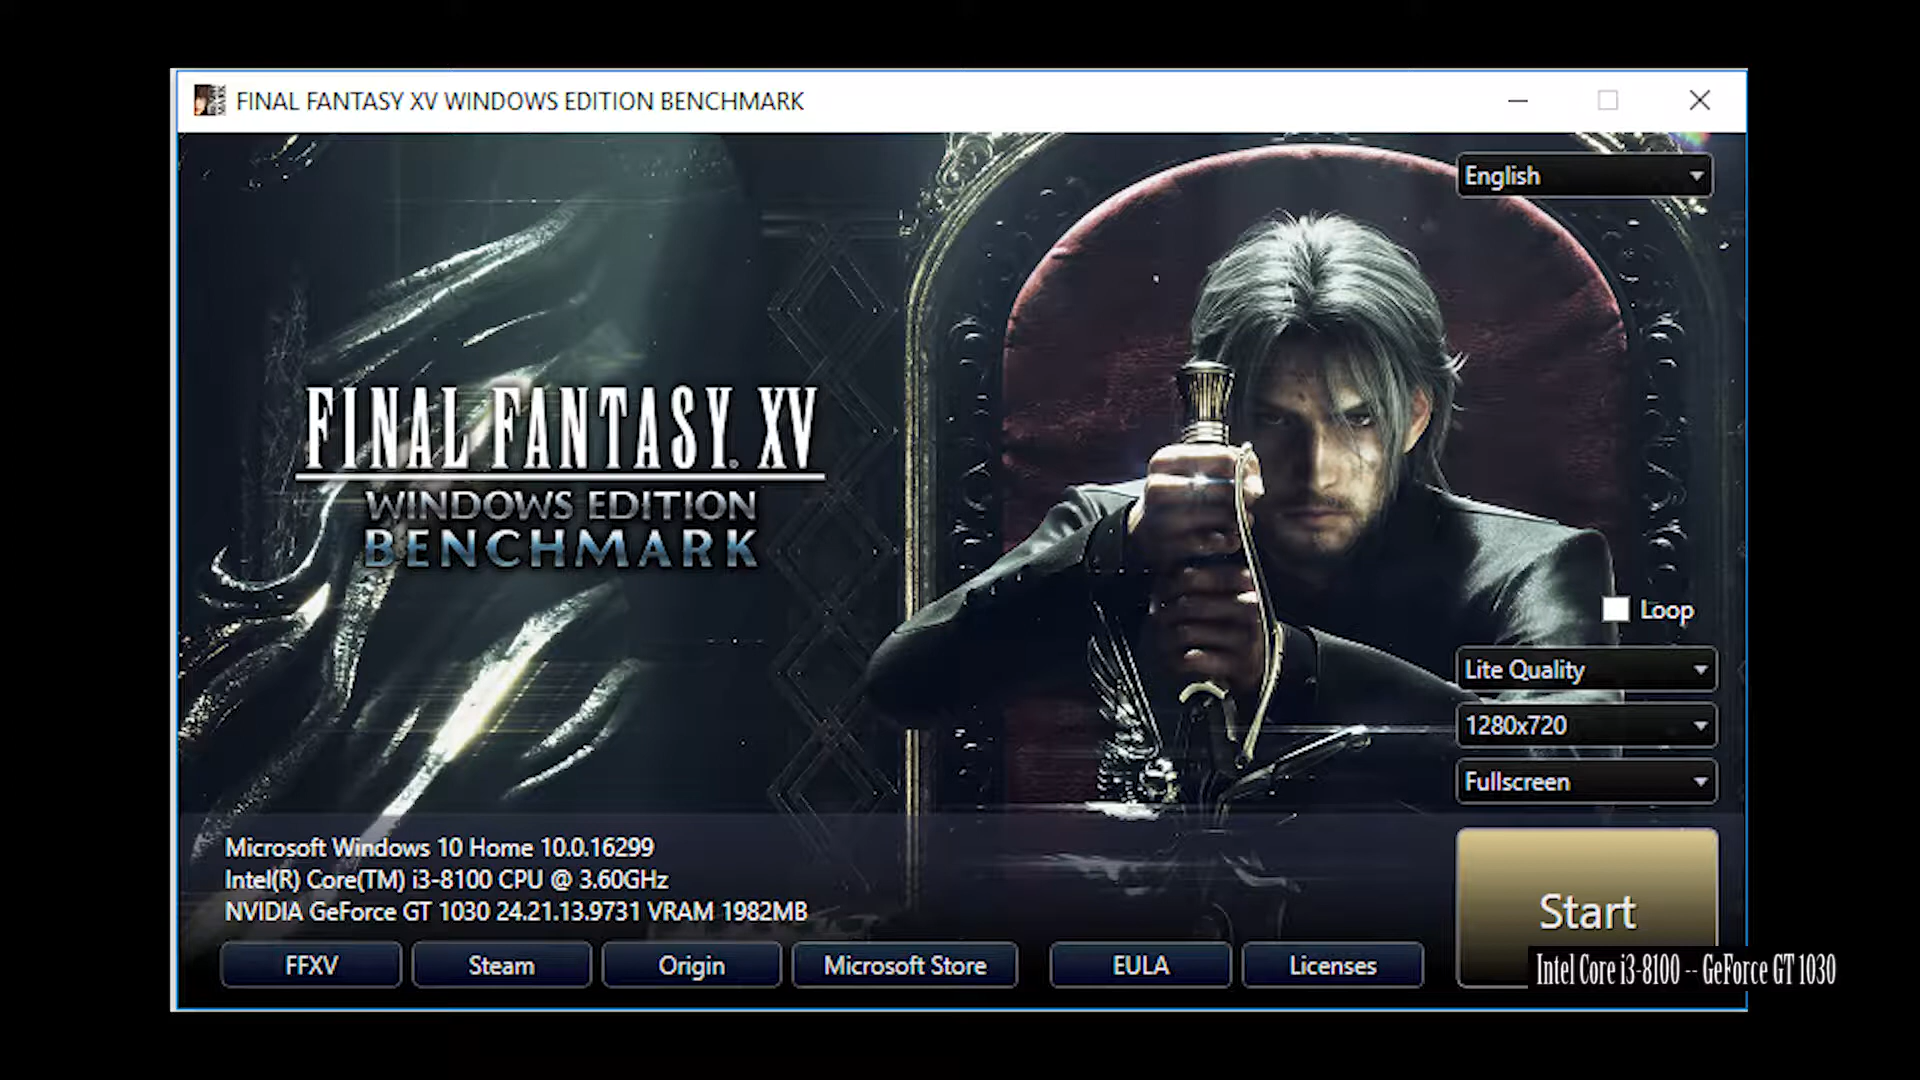 FINAL FANTASY XV WINDOWS EDITION BENCHMARK
English
FINAL FANTASY XV
WINDOWS EDITION
BENCHMARK
Loop
Lite Quality
1280x720
Fullscreen
Microsoft Windows 10 Home 10.0.16299
Intel(R) Core(TM) i3-8100 CPU @ 3.60GHz
NVIDIA GeForce GT 1030 24.21.13.9731 VRAM 1982MB
Start
FFXV
Steam
Origin
Microsoft Store
EULA
Licenses
Intel Core i3-8100 -- GeForce GT 1030